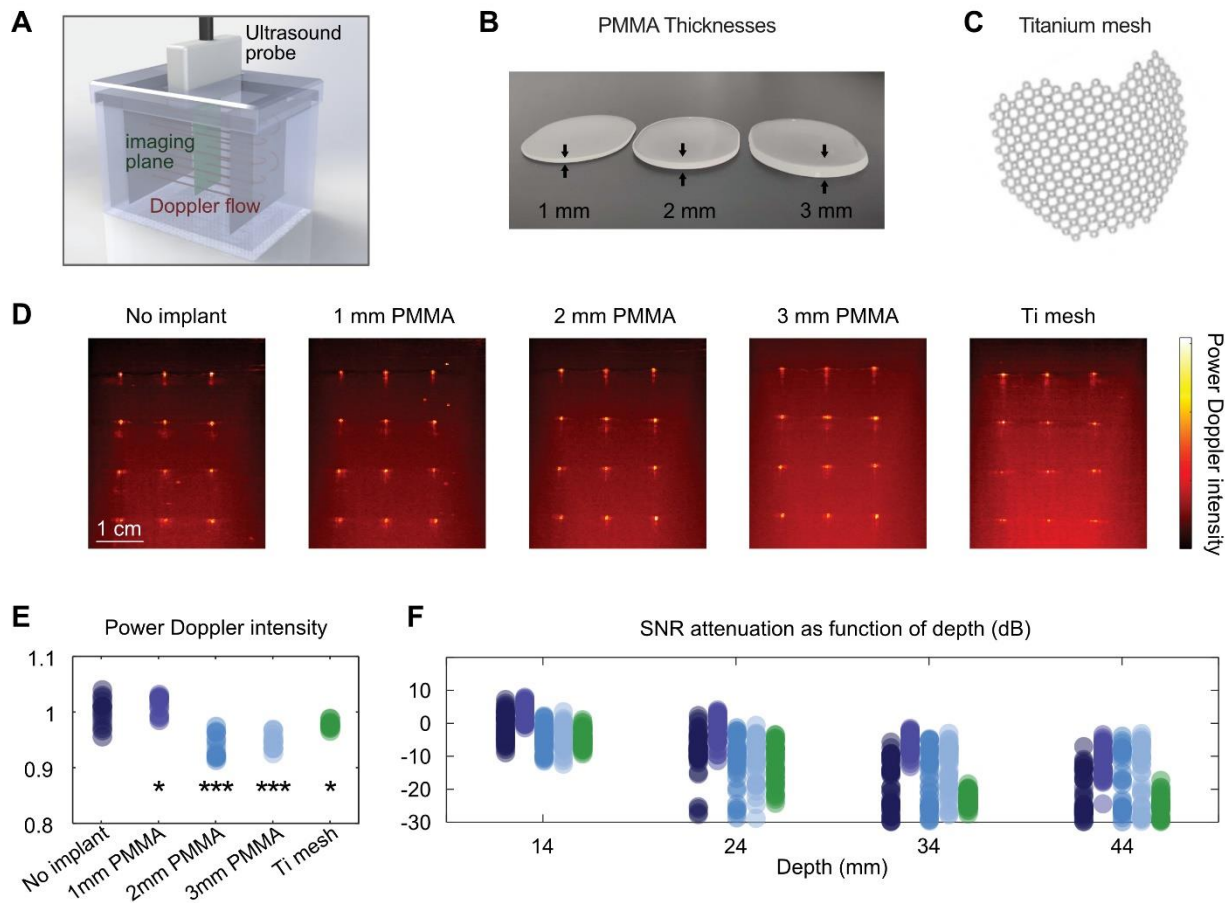 A
Ultrasound
probe
imaging
plane
Doppler flow
B
PMMA Thicknesses
1 mm
2 mm
3 mm
C
Titanium mesh
D
No implant
1 mm PMMA
2 mm PMMA
3 mm PMMA
Ti mesh
1 cm
Power Doppler intensity
E
Power Doppler intensity
1.1
1
0.9
0.8
* *** *** *
No implant
1mm PMMA
2mm PMMA
3mm PMMA
Ti mesh
F
SNR attenuation as function of depth (dB)
10
0
-10
-20
-30
14 24 34 44
Depth (mm)